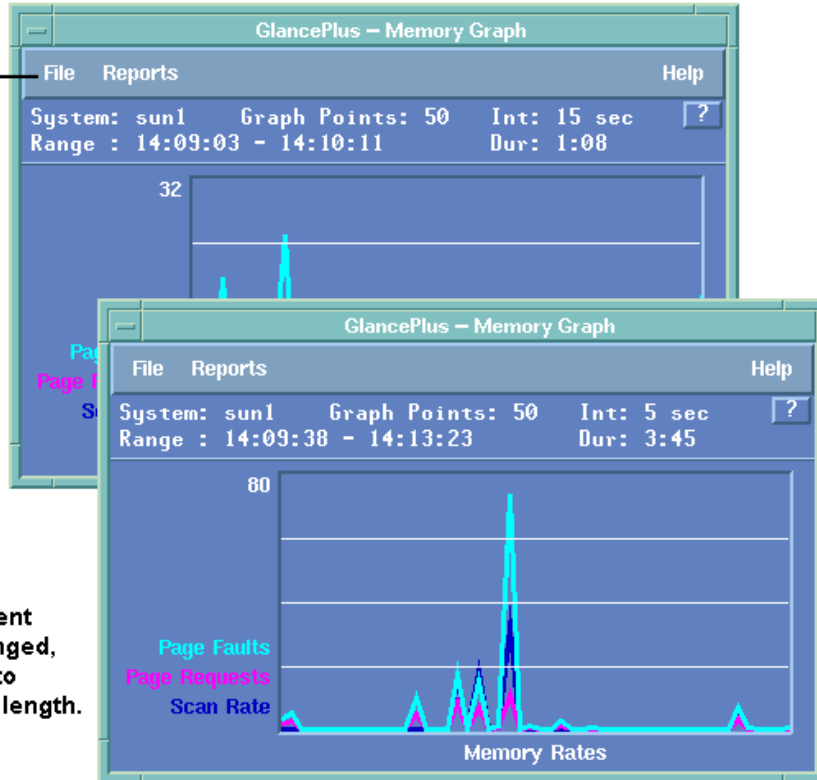 GlancePlus – Memory Graph
File Reports Help
System: sun1 Graph Points: 50 Int: 15 sec ?
Range : 14:09:03 - 14:10:11 Dur: 1:08
32
GlancePlus – Memory Graph
File Reports Help
System: sun1 Graph Points: 50 Int: 5 sec ?
Range : 14:09:38 - 14:13:23 Dur: 3:45
80
Page Faults
Page Requests
Scan Rate
Memory Rates
to
length.